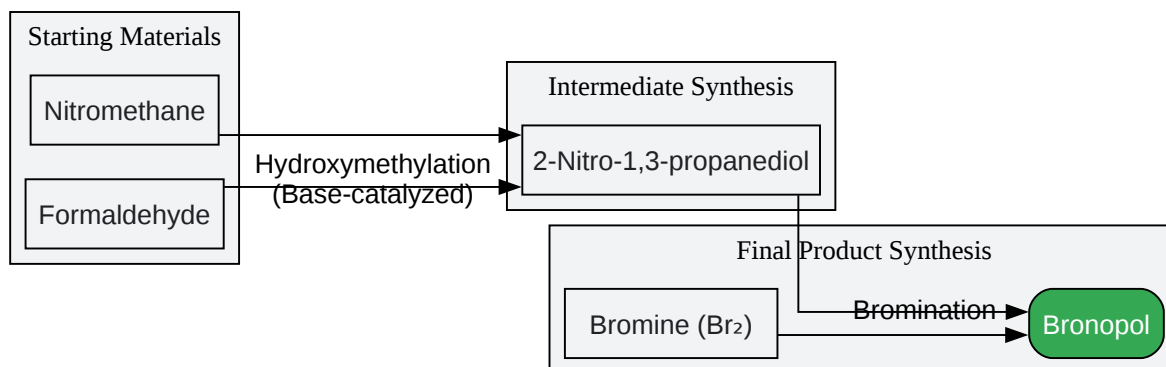 Starting Materials
Nitromethane
Formaldehyde
Hydroxymethylation
(Base-catalyzed)
Intermediate Synthesis
2-Nitro-1,3-propanediol
Final Product Synthesis
Bromine (Br₂)
Bromination
Bronopol